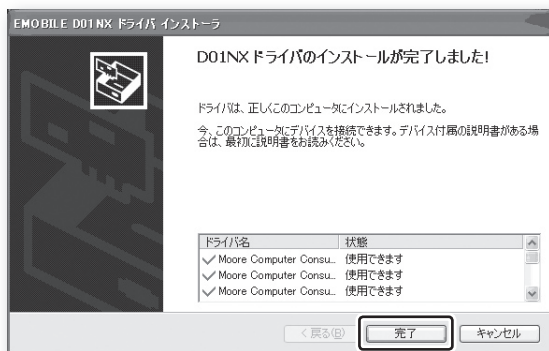 EMOBILE D01NX ドライバ インストーラ
D01NXドライバのインストールが完了しました!
ドライバは、正しくこのコンピュータにインストールされました。
今、このコンピュータにデバイスを接続できます。デバイス付属の説明書がある場
合は、最初に説明書をお読みください。
ドライバ名 状態
Moore Computer Consu... 使用できます
Moore Computer Consu... 使用できます
Moore Computer Consu... 使用できます
< 戻る(B) 完了 キャンセル